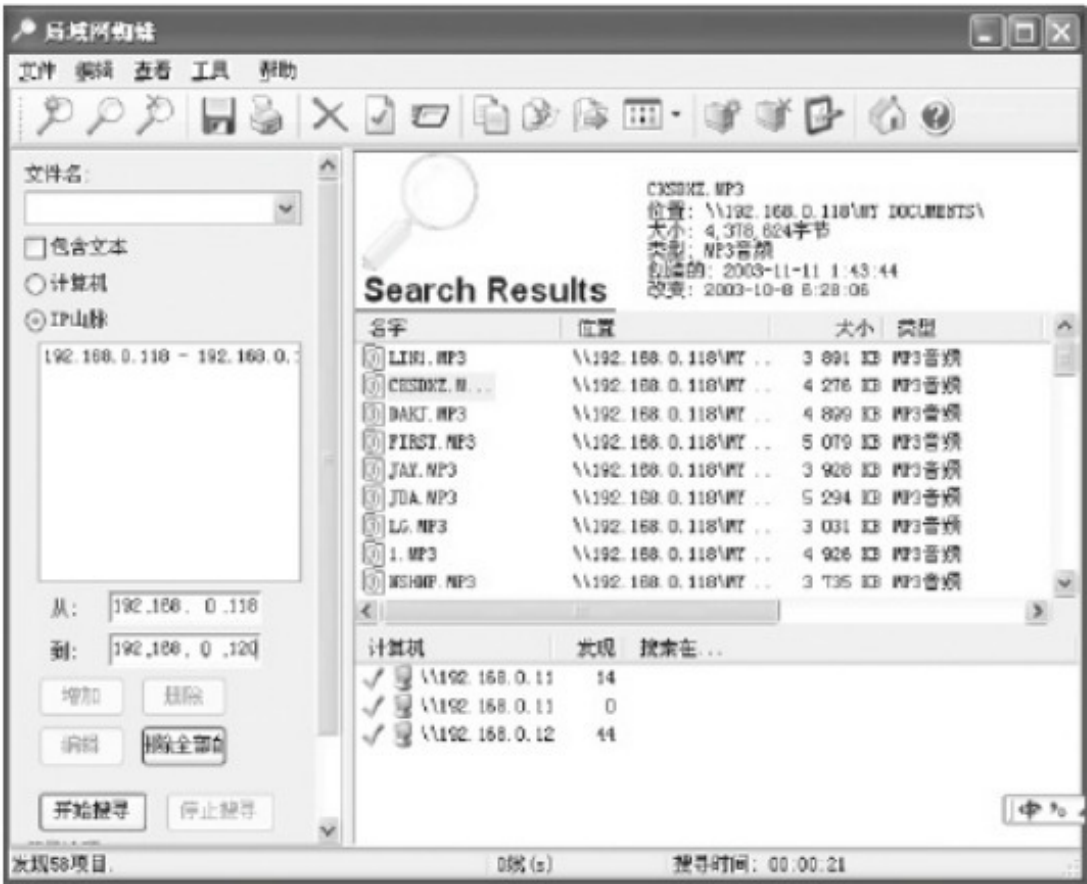 局域网蜘蛛
文件 编辑 查看 工具 帮助
文件名:
包含文本
计算机
IP山脉
192.168.0.118 - 192.168.0.
从: 192.168. 0 .118
到: 192.168. 0 .120
增加 删除
编辑 删除全部
开始搜寻 停止搜寻
Search Results
位置: \\192.168.0.118\MY DOCUMENTS\
大小: 4,378,624字节
类型: MP3音频
创造的: 2003-11-11 1:43:44
改变: 2003-10-8 6:28:06
名字 位置 大小 类型
\\192.168.0.118\MY ... 3 891 KB MP3音频
\\192.168.0.118\MY ... 4 276 KB MP3音频
\\192.168.0.118\MY ... 4 899 KB MP3音频
FIRST.MP3 \\192.168.0.118\MY ... 5 079 KB MP3音频
JAY.MP3 \\192.168.0.118\MY ... 3 928 KB MP3音频
JDA.MP3 \\192.168.0.118\MY ... 5 294 KB MP3音频
LG.MP3 \\192.168.0.118\MY ... 3 031 KB MP3音频
1.MP3 \\192.168.0.118\MY ... 4 926 KB MP3音频
\\192.168.0.118\MY ... 3 735 KB MP3音频
计算机 发现 搜索在...
\\192.168.0.11 14
\\192.168.0.11 0
\\192.168.0.12 44
中
发现58项目. 0线(s) 搜寻时间: 00:00:21